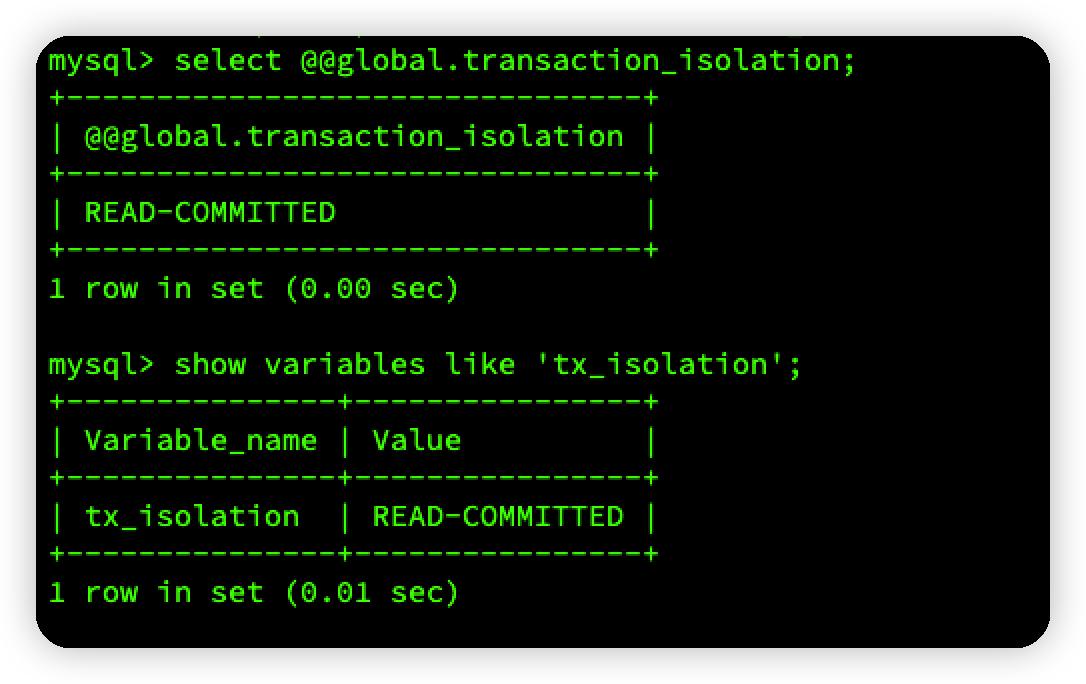 mysql> select @@global.transaction_isolation;
+--------------------------------+
| @@global.transaction_isolation |
+--------------------------------+
| READ-COMMITTED                 |
+--------------------------------+
1 row in set (0.00 sec)

mysql> show variables like 'tx_isolation';
+---------------+----------------+
| Variable_name | Value          |
+---------------+----------------+
| tx_isolation  | READ-COMMITTED |
+---------------+----------------+
1 row in set (0.01 sec)